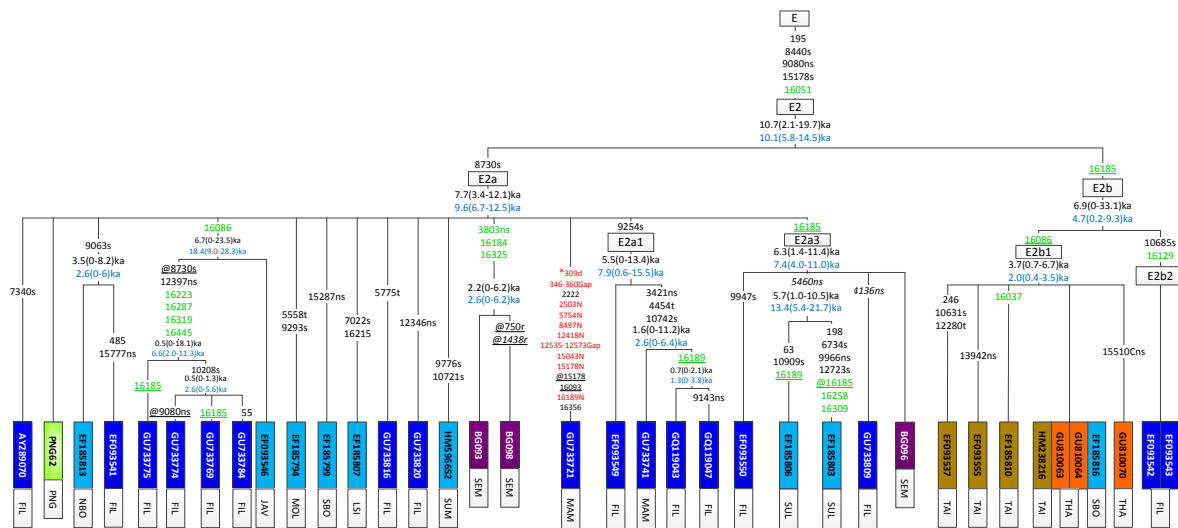 E
195
8440s
9080ns
15178s
16051
E2
10.7(2.1-19.7)ka
10.1(5.8-14.5)ka
8730s
E2a
7.7(3.4-12.1)ka
9.6(6.7-12.5)ka
16185
E2b
6.9(0-33.1)ka
4.7(0.2-9.3)ka
7340s
9063s
3.5(0-8.2)ka
2.6(0-6)ka
485
15777ns
16086
6.7(0-23.5)ka
18.4(9.0-28.3)ka
@8730s
12397ns
16223
16287
16319
16445
0.5(0-18.1)ka
6.6(2.0-11.3)ka
16185
10208s
0.5(0-1.3)ka
2.6(0-5.6)ka
@9080ns
16185
55
5558t
9293s
15287ns
7022s
16215
5775t
12346ns
9776s
10721s
3803ns
16184
16325
2.2(0-6.2)ka
2.6(0-6.2)ka
@750r
@1438r
*309d
346-360Gap
2222
2503N
5754N
8497N
12418N
12535-12573Gap
15043N
15178N
@15178
16093
16189N
16356
9254s
E2a1
5.5(0-13.4)ka
7.9(0.6-15.5)ka
3421ns
4454t
10742s
1.6(0-11.2)ka
2.6(0-6.4)ka
16189
0.7(0-2.1)ka
1.3(0-3.8)ka
9143ns
16185
E2a3
6.3(1.4-11.4)ka
7.4(4.0-11.0)ka
9947s
5460ns
5.7(1.0-10.5)ka
13.4(5.4-21.7)ka
63
10909s
16189
198
6734s
9966ns
12723s
@16185
16258
16309
4136ns
16086
E2b1
3.7(0.7-6.7)ka
2.0(0.4-3.5)ka
246
10631s
12280t
13942ns
16037
15510Cns
10685s
16129
E2b2
AY289070
PNG62
EF185813
EF093541
GU733775
GU733774
GU733769
GU733784
EF093546
EF185794
EF185799
EF185807
GU733816
GU733820
HM596652
BG093
BG098
GU733721
EF093549
GU733741
GQ119043
GQ119047
EF093550
EF185806
EF185803
GU733809
BG096
EF093537
EF093555
EF185810
HM238216
GU810063
GU810064
EF185816
GU810070
EF093542
EF093543
FIL
PNG
NBO
FIL
FIL
FIL
FIL
FIL
JAV
MOL
SBO
LSI
FIL
FIL
SUM
SEM
SEM
MAM
FIL
MAM
FIL
FIL
FIL
SUL
SUL
FIL
SEM
TAI
TAI
TAI
TAI
THA
SBO
THA
FIL